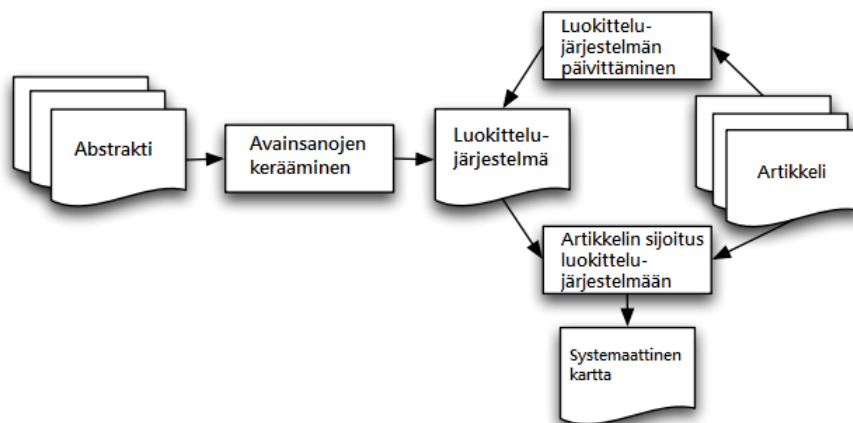 Luokittelu-
järjestelmän
päivittäminen
Abstrakti
Avainsanojen
kerääminen
Luokittelu-
järjestelmä
Artikkeli
Artikkelin sijoitus
luokittelu-
järjestelmään
Systemaattinen
kartta